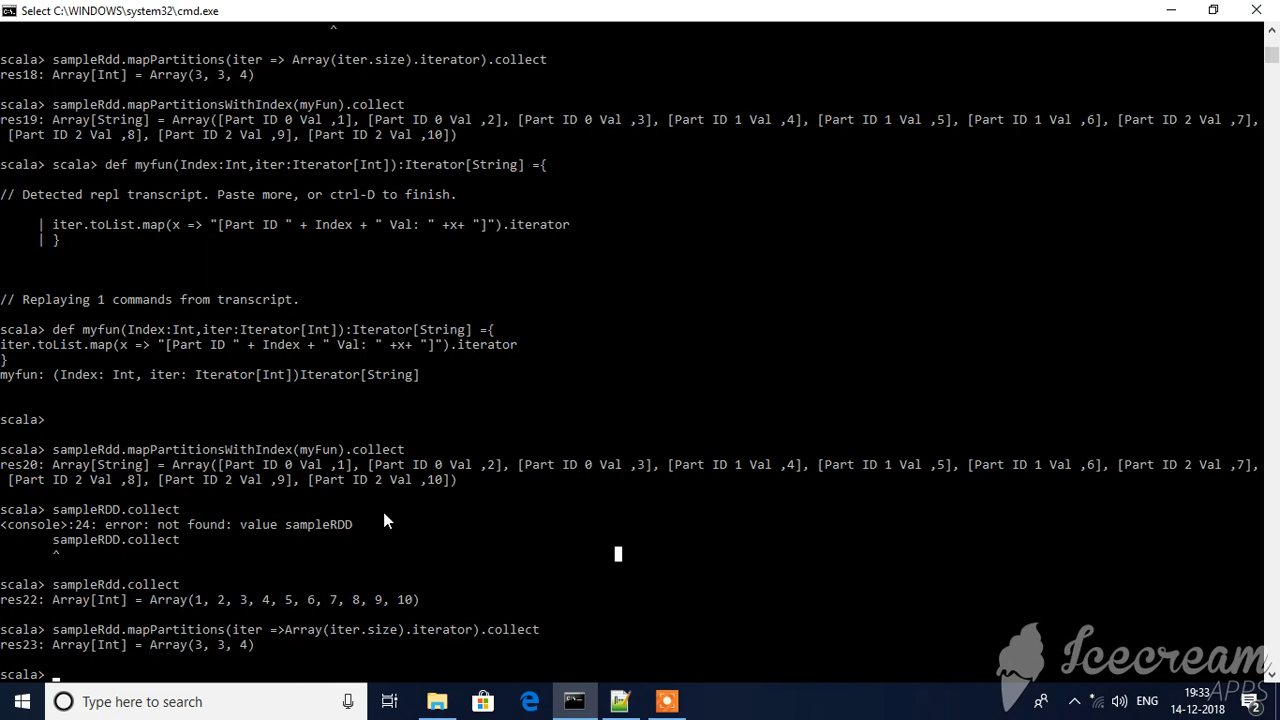 Select C:\WINDOWS\system32\cmd.exe
^
scala> sampleRdd.mapPartitions(iter => Array(iter.size).iterator).collect
res18: Array[Int] = Array(3, 3, 4)
scala> sampleRdd.mapPartitionsWithIndex(myFun).collect
res19: Array[String] = Array([Part ID 0 Val ,1], [Part ID 0 Val ,2], [Part ID 0 Val ,3], [Part ID 1 Val ,4], [Part ID 1 Val ,5], [Part ID 1 Val ,6], [Part ID 2 Val ,7],
[Part ID 2 Val ,8], [Part ID 2 Val ,9], [Part ID 2 Val ,10])
scala> scala> def myfun(Index:Int,iter:Iterator[Int]):Iterator[String] ={
// Detected repl transcript. Paste more, or ctrl-D to finish.
| iter.toList.map(x => "[Part ID " + Index + " Val: " +x+ "]").iterator
| }
// Replaying 1 commands from transcript.
scala> def myfun(Index:Int,iter:Iterator[Int]):Iterator[String] ={
iter.toList.map(x => "[Part ID " + Index + " Val: " +x+ "]").iterator
}
myfun: (Index: Int, iter: Iterator[Int])Iterator[String]
scala>
scala> sampleRdd.mapPartitionsWithIndex(myFun).collect
res20: Array[String] = Array([Part ID 0 Val ,1], [Part ID 0 Val ,2], [Part ID 0 Val ,3], [Part ID 1 Val ,4], [Part ID 1 Val ,5], [Part ID 1 Val ,6], [Part ID 2 Val ,7],
[Part ID 2 Val ,8], [Part ID 2 Val ,9], [Part ID 2 Val ,10])
scala> sampleRDD.collect
<console>:24: error: not found: value sampleRDD
sampleRDD.collect
^
scala> sampleRdd.collect
res22: Array[Int] = Array(1, 2, 3, 4, 5, 6, 7, 8, 9, 10)
scala> sampleRdd.mapPartitions(iter =>Array(iter.size).iterator).collect
res23: Array[Int] = Array(3, 3, 4)
scala>
Icecream
APPS
Type here to search
ENG
19:33
14-12-2018
2